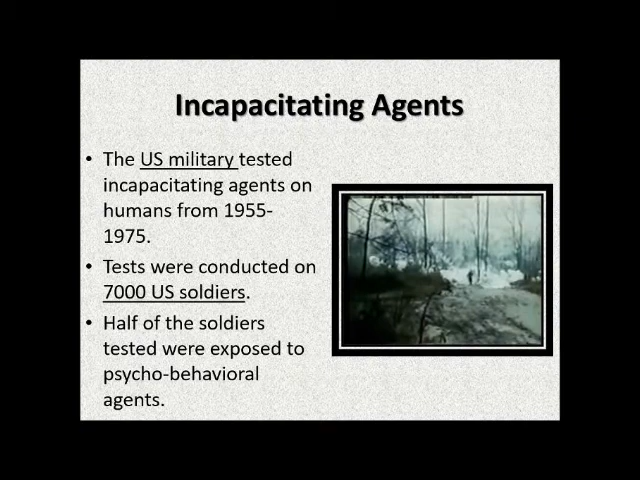 Incapacitating Agents
• The US military tested
incapacitating agents on
humans from 1955-
1975.
• Tests were conducted on
7000 US soldiers.
• Half of the soldiers
tested were exposed to
psycho-behavioral
agents.